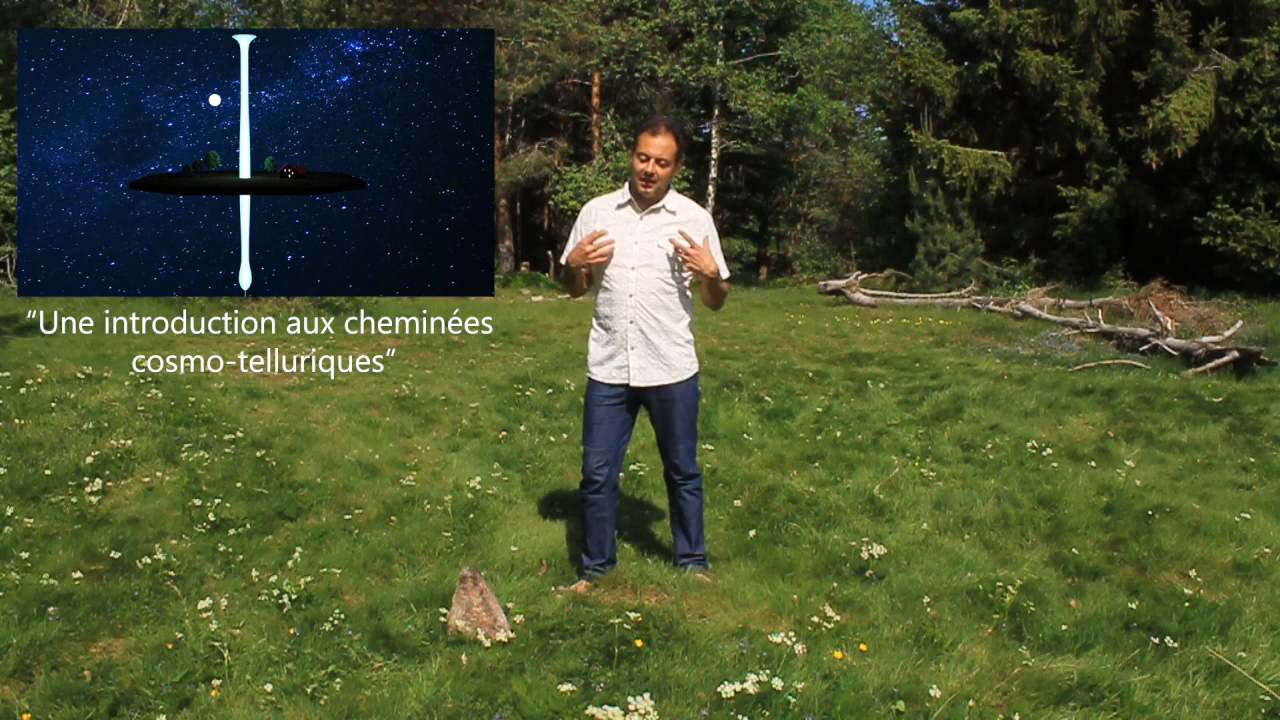 “Une introduction aux cheminées
cosmo-telluriques”